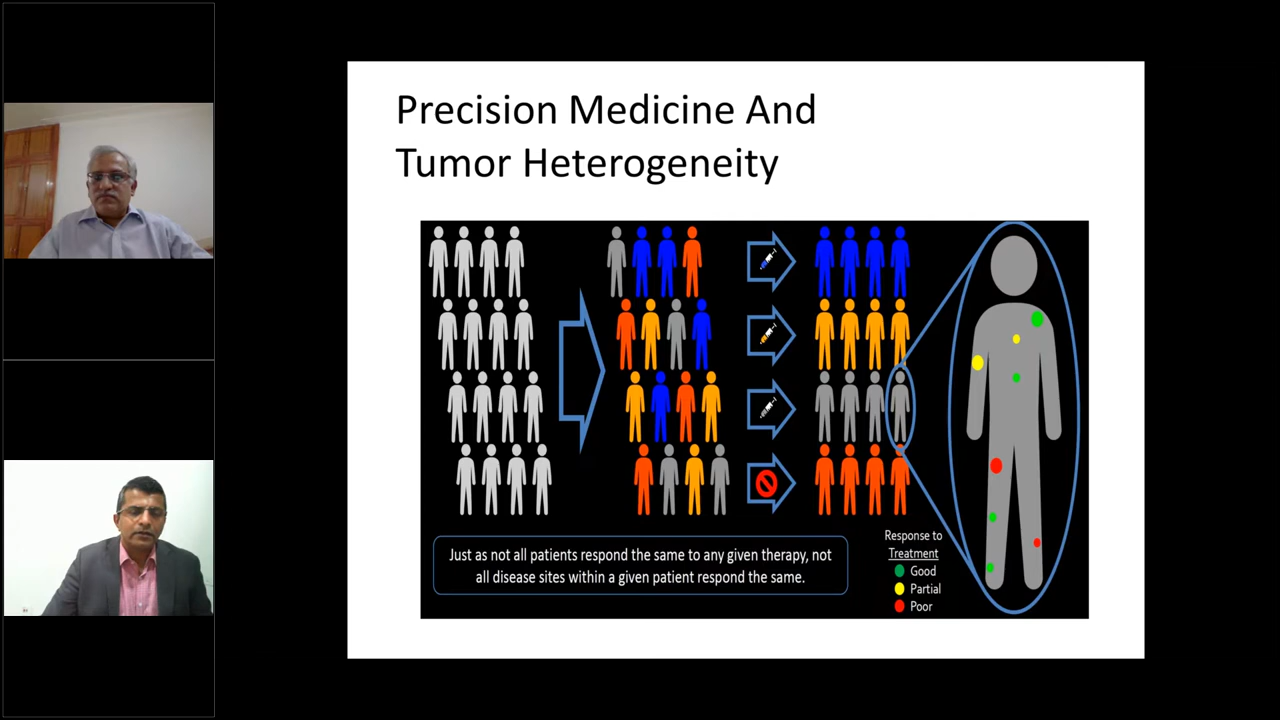 Precision Medicine And
Tumor Heterogeneity
Just as not all patients respond the same to any given therapy, not
all disease sites within a given patient respond the same.
Response to
Treatment
Good
Partial
Poor